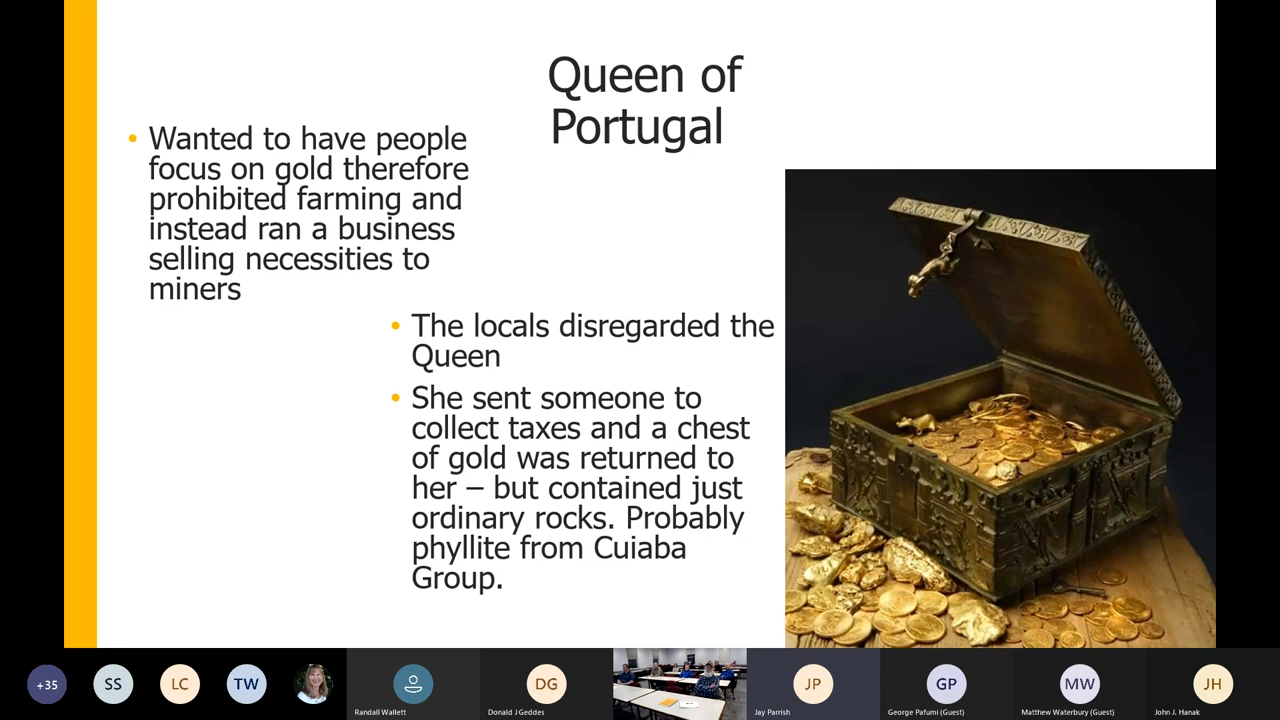 Queen of
Portugal
• Wanted to have people
focus on gold therefore
prohibited farming and
instead ran a business
selling necessities to
miners
• The locals disregarded the
Queen
• She sent someone to
collect taxes and a chest
of gold was returned to
her – but contained just
ordinary rocks. Probably
phyllite from Cuiaba
Group.
+35
SS
LC
TW
Randall Wallett
DG
Donald J Geddes
JP
Jay Parrish
GP
George Pafumi (Guest)
MW
Matthew Waterbury (Guest)
JH
John J. Hanak